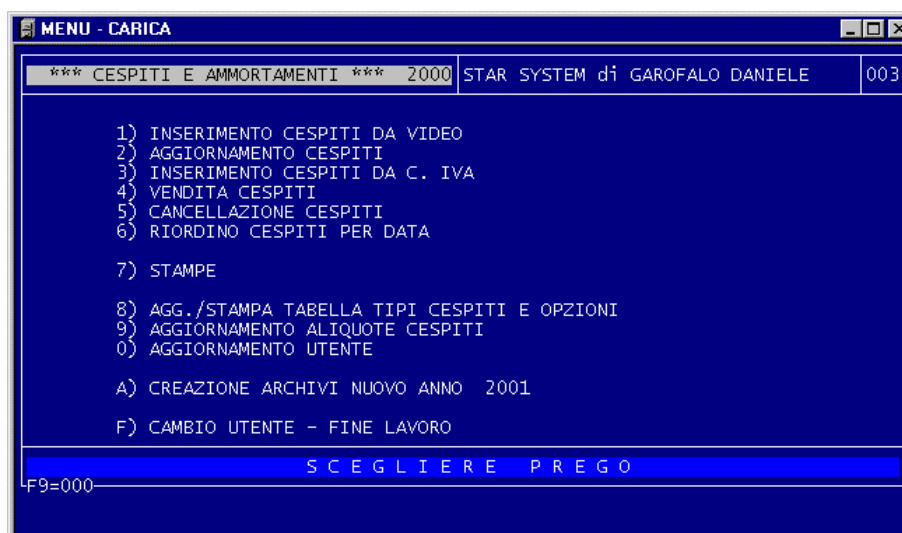 MENU - CARICA
*** CESPITI E AMMORTAMENTI *** 2000 STAR SYSTEM di GAROFALO DANIELE 003
1) INSERIMENTO CESPITI DA VIDEO
2) AGGIORNAMENTO CESPITI
3) INSERIMENTO CESPITI DA C. IVA
4) VENDITA CESPITI
5) CANCELLAZIONE CESPITI
6) RIORDINO CESPITI PER DATA
7) STAMPE
8) AGG./STAMPA TABELLA TIPI CESPITI E OPZIONI
9) AGGIORNAMENTO ALIQUOTE CESPITI
0) AGGIORNAMENTO UTENTE
A) CREAZIONE ARCHIVI NUOVO ANNO 2001
F) CAMBIO UTENTE - FINE LAVORO
S C E G L I E R E P R E G O
F9=000